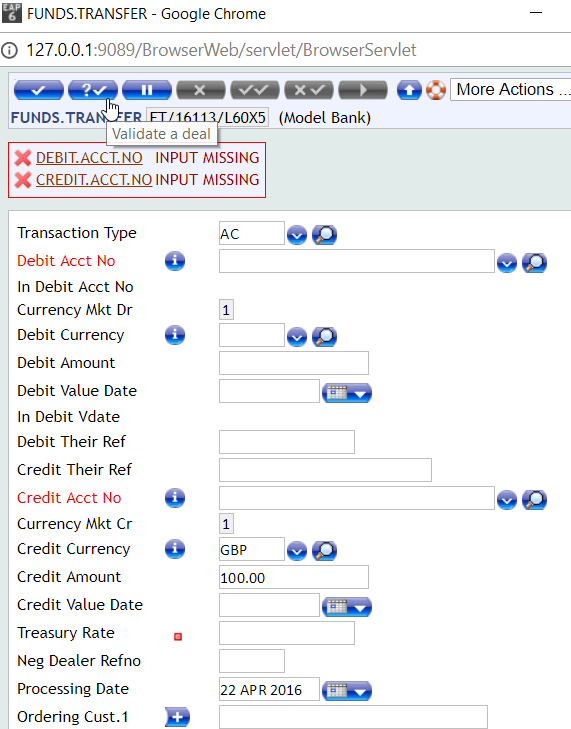 EAP 6 FUNDS.TRANSFER - Google Chrome
127.0.0.1:9089/BrowserWeb/servlet/BrowserServlet
More Actions ...
FUNDS.TRANSFER FT/16113/L60X5 (Model Bank)
Validate a deal
DEBIT.ACCT.NO INPUT MISSING
CREDIT.ACCT.NO INPUT MISSING
Transaction Type AC
Debit Acct No
In Debit Acct No
Currency Mkt Dr 1
Debit Currency
Debit Amount
Debit Value Date
In Debit Vdate
Debit Their Ref
Credit Their Ref
Credit Acct No
Currency Mkt Cr 1
Credit Currency GBP
Credit Amount 100.00
Credit Value Date
Treasury Rate
Neg Dealer Refno
Processing Date 22 APR 2016
Ordering Cust.1